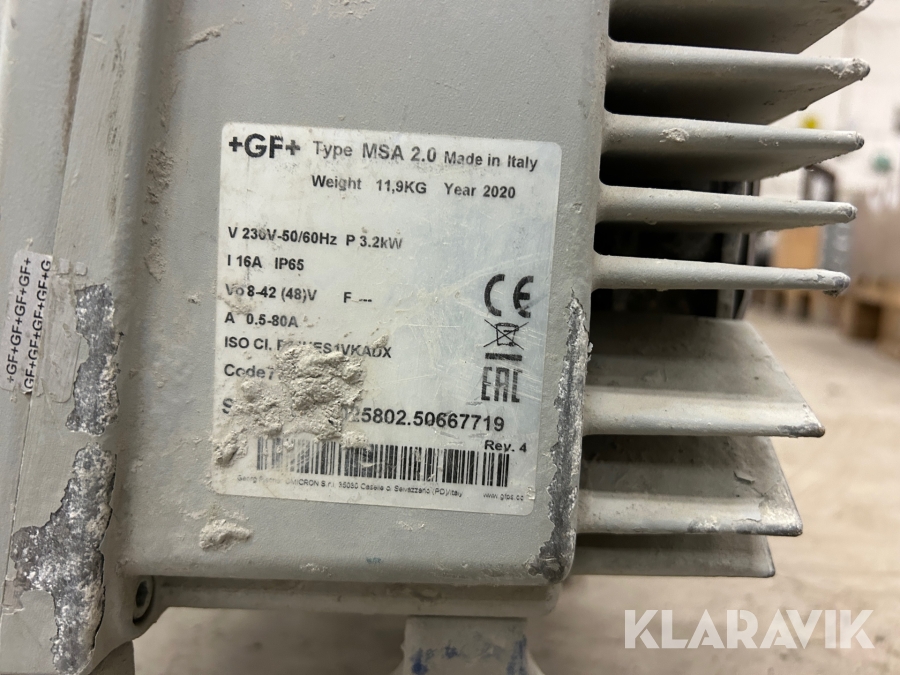 +GF+ Type MSA 2.0 Made in Italy
Weight 11,9KG Year 2020
V 230V-50/60Hz P 3.2kW
I 16A IP65
Vo 8-42 (48)V F ---
A 0.5-80A
ISO Cl.
Code
25802.50667719
Rev. 4
CE
EAC
+GF+GF+GF+GF+
+GF+GF+GF+G
KLARAVIK